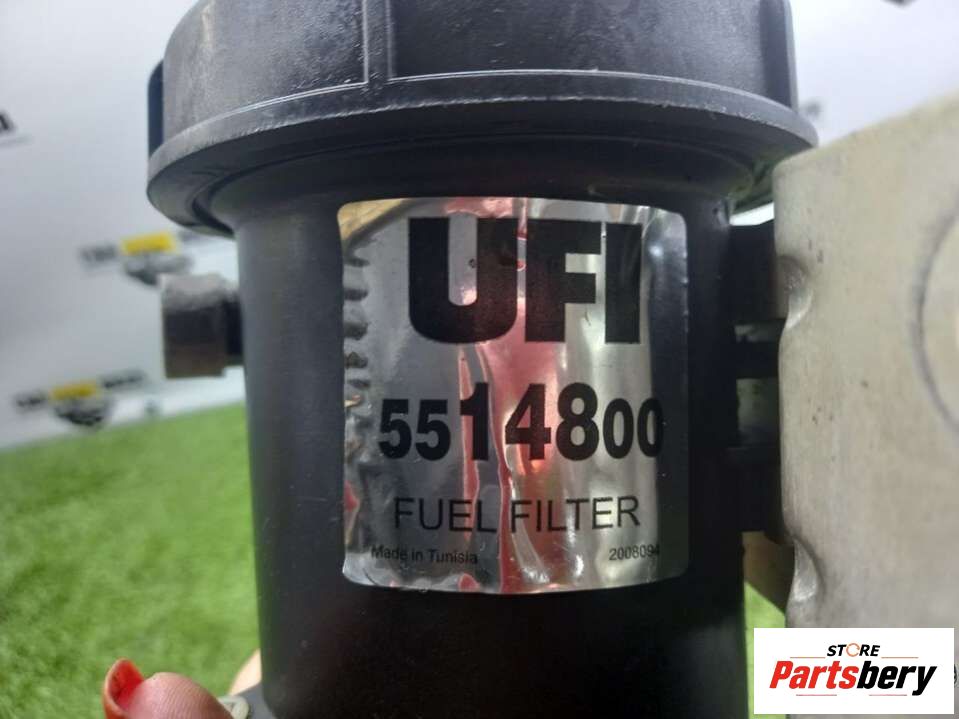 UFI
5514800
FUEL FILTER
Made in Tunisia 2008094
STORE
Partsbery